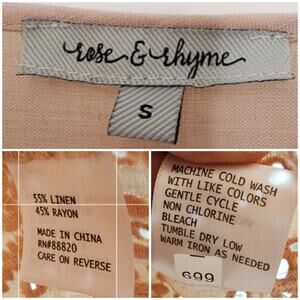 rose & rhyme
S
55% LINEN
45% RAYON
MADE IN CHINA
RN#88820
CARE ON REVERSE
MACHINE COLD WASH
WITH LIKE COLORS
GENTLE CYCLE
NON CHLORINE
BLEACH
TUMBLE DRY LOW
WARM IRON AS NEEDED
699